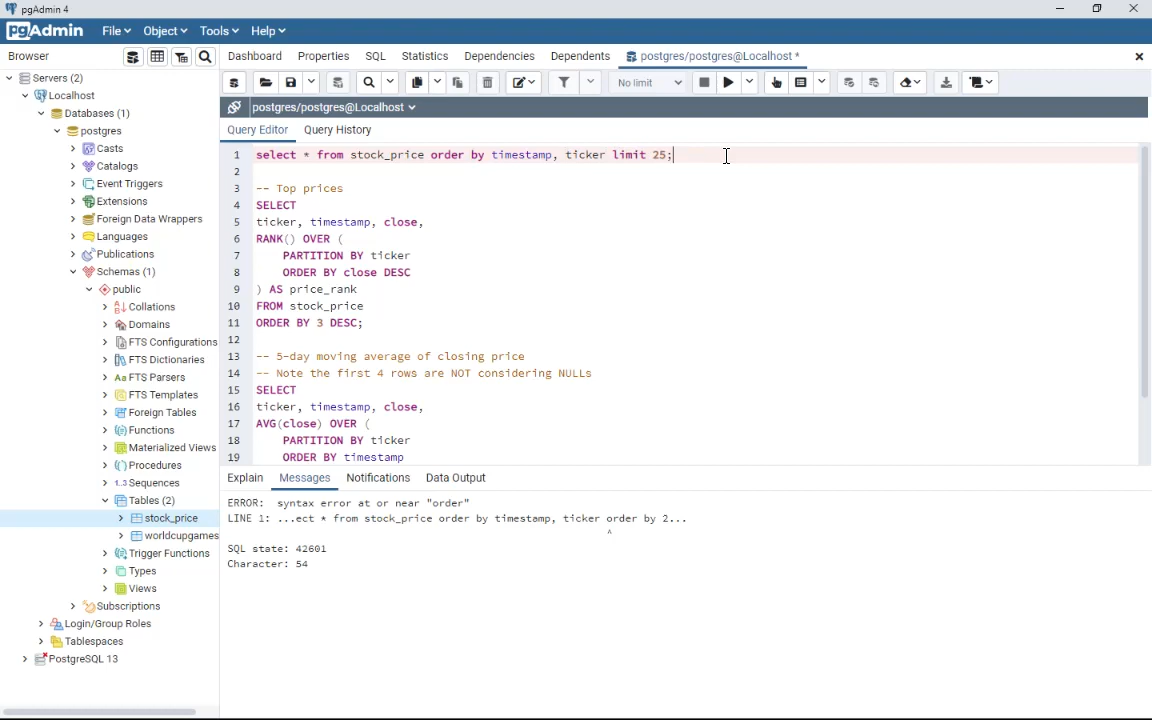 pgAdmin 4
pgAdmin File Object Tools Help
Browser Dashboard Properties SQL Statistics Dependencies Dependents postgres/postgres@Localhost *
No limit
postgres/postgres@Localhost
Query Editor Query History
Servers (2)
Localhost
Databases (1)
postgres
Casts
Catalogs
Event Triggers
Extensions
Foreign Data Wrappers
Languages
Publications
Schemas (1)
public
Collations
Domains
FTS Configurations
FTS Dictionaries
FTS Parsers
FTS Templates
Foreign Tables
Functions
Materialized Views
Procedures
1..3 Sequences
Tables (2)
stock_price
worldcupgames
Trigger Functions
Types
Views
Subscriptions
Login/Group Roles
Tablespaces
PostgreSQL 13
1 select * from stock_price order by timestamp, ticker limit 25;
2
3 -- Top prices
4 SELECT
5 ticker, timestamp, close,
6 RANK() OVER (
7 PARTITION BY ticker
8 ORDER BY close DESC
9 ) AS price_rank
10 FROM stock_price
11 ORDER BY 3 DESC;
12
13 -- 5-day moving average of closing price
14 -- Note the first 4 rows are NOT considering NULLs
15 SELECT
16 ticker, timestamp, close,
17 AVG(close) OVER (
18 PARTITION BY ticker
19 ORDER BY timestamp
Explain Messages Notifications Data Output
ERROR: syntax error at or near "order"
LINE 1: ...ect * from stock_price order by timestamp, ticker order by 2...
^
SQL state: 42601
Character: 54